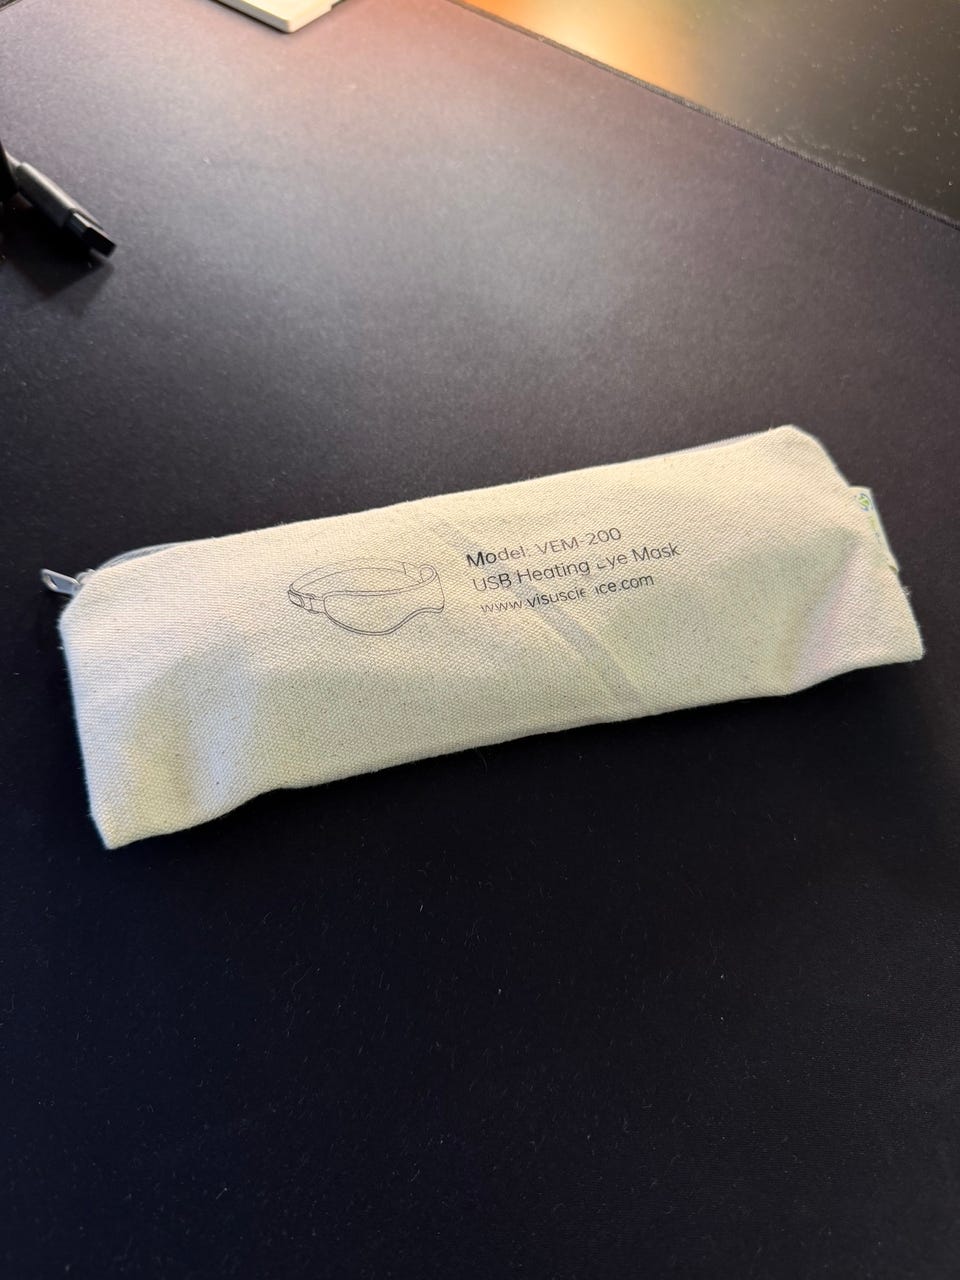 Model: VEM-200
USB Heating Eye Mask
www.visuscience.com